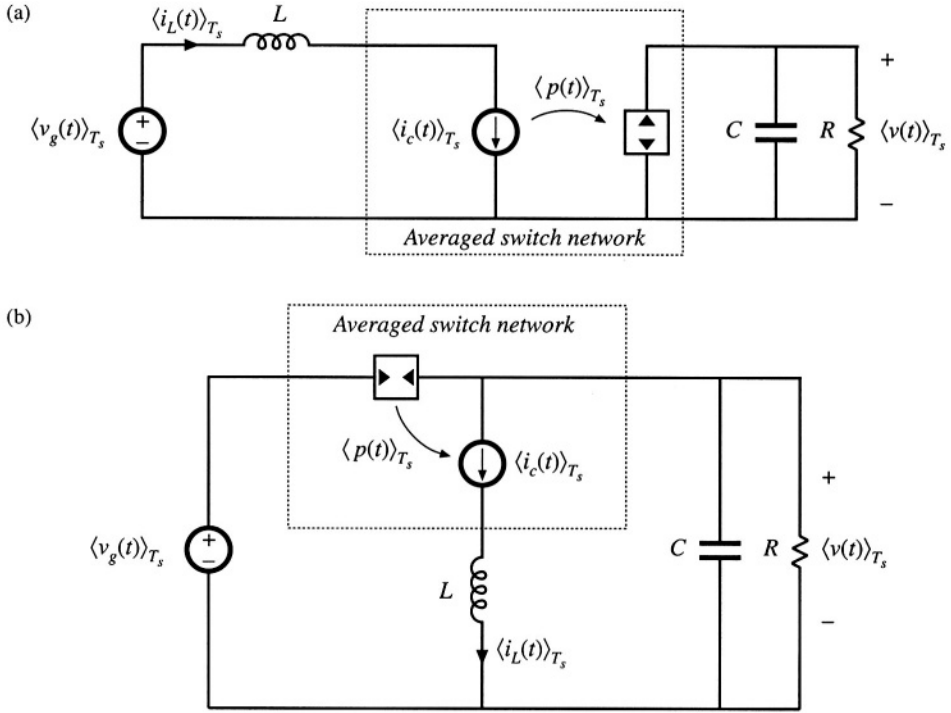 (a)
⟨i_L(t)⟩_{T_s} L
⟨v_g(t)⟩_{T_s} + − ⟨i_c(t)⟩_{T_s} ⟨p(t)⟩_{T_s} C R + ⟨v(t)⟩_{T_s} −
Averaged switch network
(b)
Averaged switch network
⟨p(t)⟩_{T_s} ⟨i_c(t)⟩_{T_s}
⟨v_g(t)⟩_{T_s} + − C R + ⟨v(t)⟩_{T_s} −
L
⟨i_L(t)⟩_{T_s}